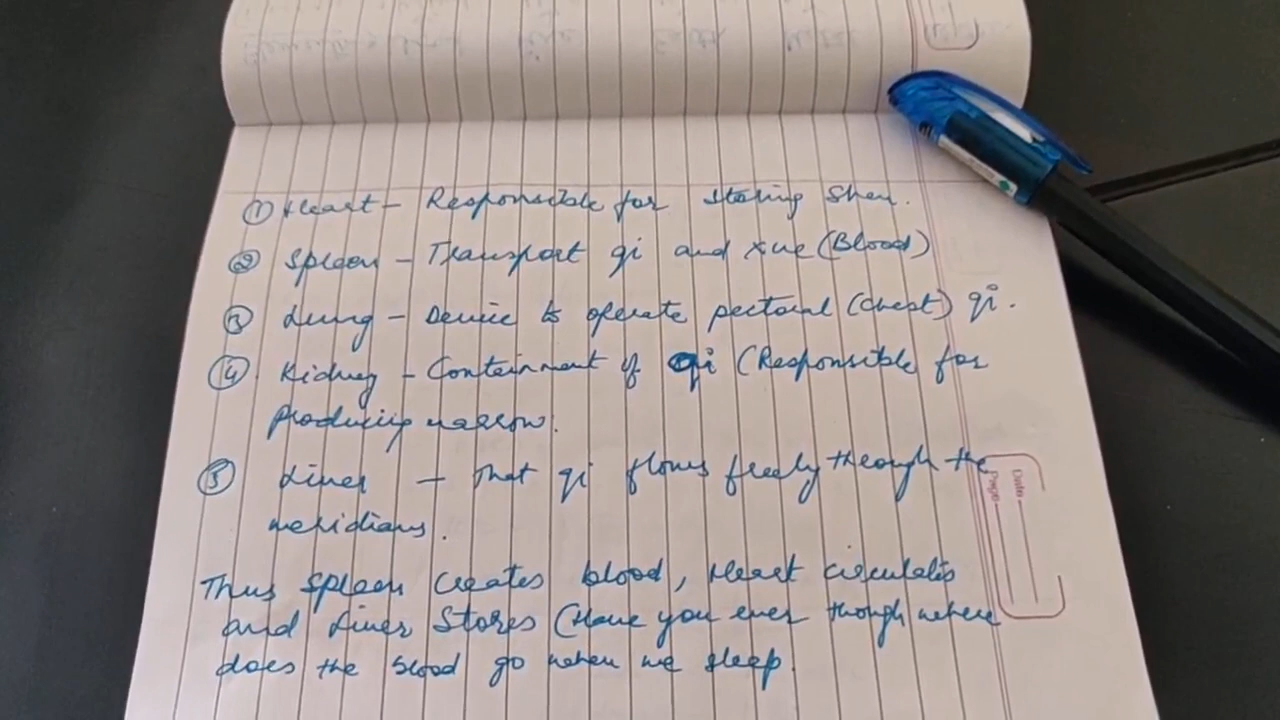 ① Heart - Responsible for storing Shen.
② Spleen - Transport qi and xue (Blood)
③ Lung - Device to operate pectoral (chest) qi.
④ Kidney - Containment of qi (Responsible for
producing marrow.
⑤ Liver - That qi flows freely through the
meridians.
Thus Spleen creates blood, Heart circulates
and Liver Stores (Have you ever though where
does the blood go when we sleep.
Date
Page